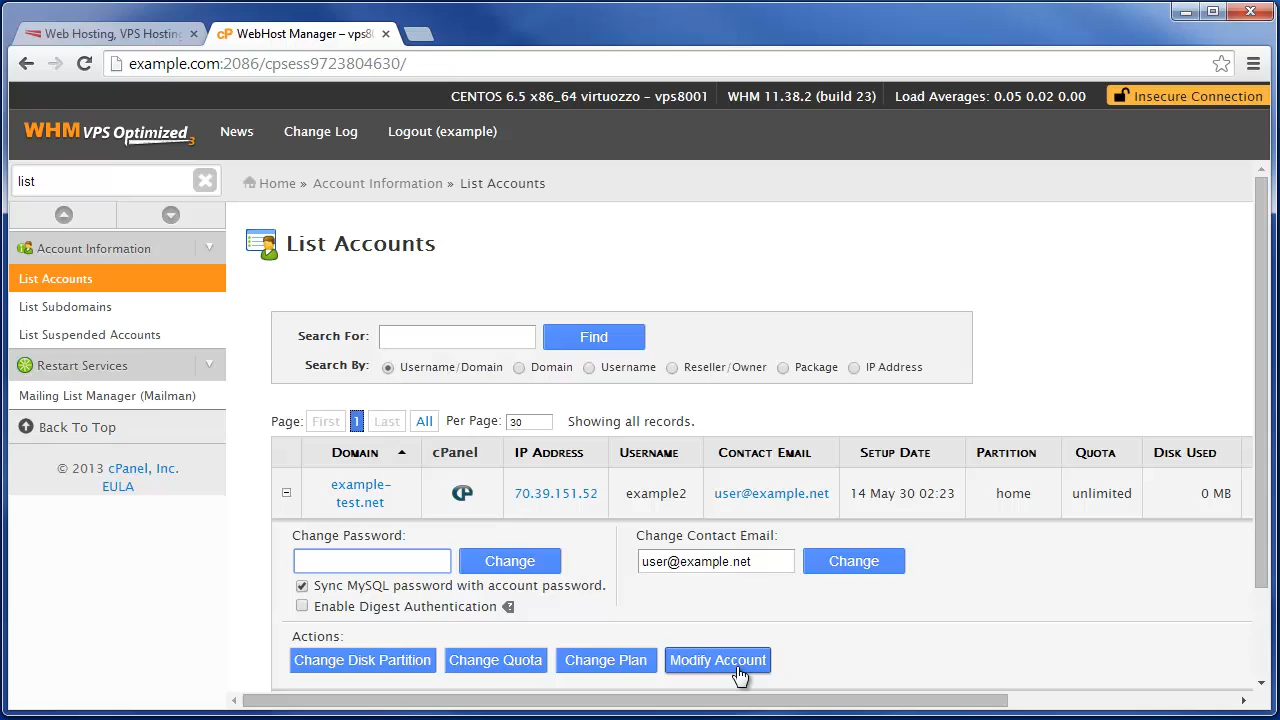 Web Hosting, VPS Hosting
WebHost Manager – vps80
example.com:2086/cpsess9723804630/
CENTOS 6.5 x86_64 virtuozzo – vps8001 WHM 11.38.2 (build 23) Load Averages: 0.05 0.02 0.00 Insecure Connection
WHM VPS Optimized 3 News Change Log Logout (example)
list
Home » Account Information » List Accounts
Account Information
List Accounts
List Subdomains
List Suspended Accounts
Restart Services
Mailing List Manager (Mailman)
Back To Top
© 2013 cPanel, Inc.
EULA
List Accounts
Search For: Find
Search By: Username/Domain Domain Username Reseller/Owner Package IP Address
Page: First 1 Last All Per Page: 30 Showing all records.
Domain cPanel IP Address Username Contact Email Setup Date Partition Quota Disk Used
example-
test.net
70.39.151.52 example2 user@example.net 14 May 30 02:23 home unlimited 0 MB
Change Password: Change Contact Email:
Change user@example.net Change
Sync MySQL password with account password.
Enable Digest Authentication ?
Actions:
Change Disk Partition Change Quota Change Plan Modify Account